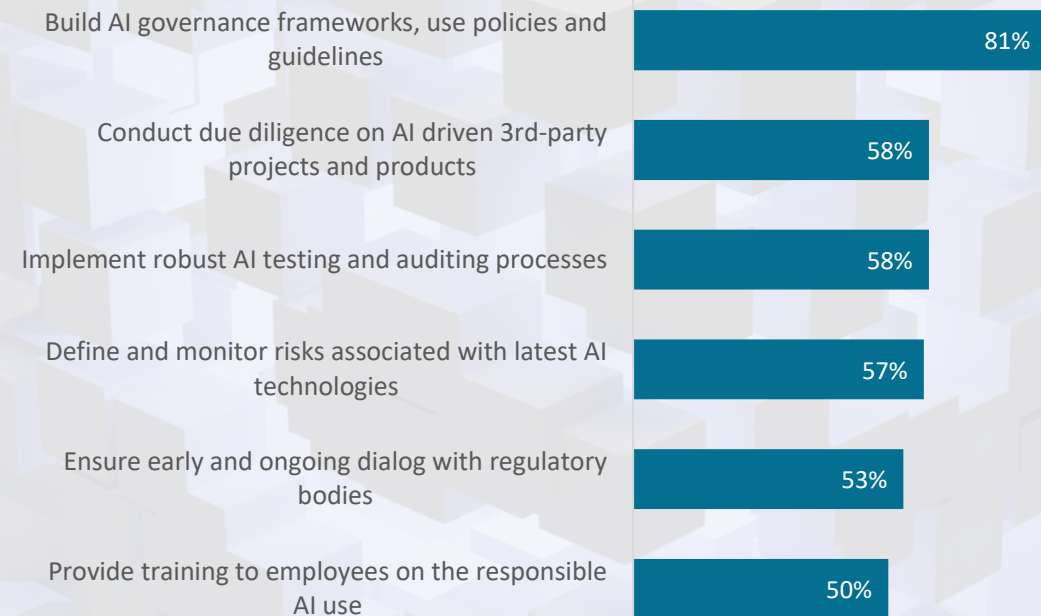 Build AI governance frameworks, use policies and
guidelines
81%
Conduct due diligence on AI driven 3rd-party
projects and products
58%
Implement robust AI testing and auditing processes
58%
Define and monitor risks associated with latest AI
technologies
57%
Ensure early and ongoing dialog with regulatory
bodies
53%
Provide training to employees on the responsible
AI use
50%